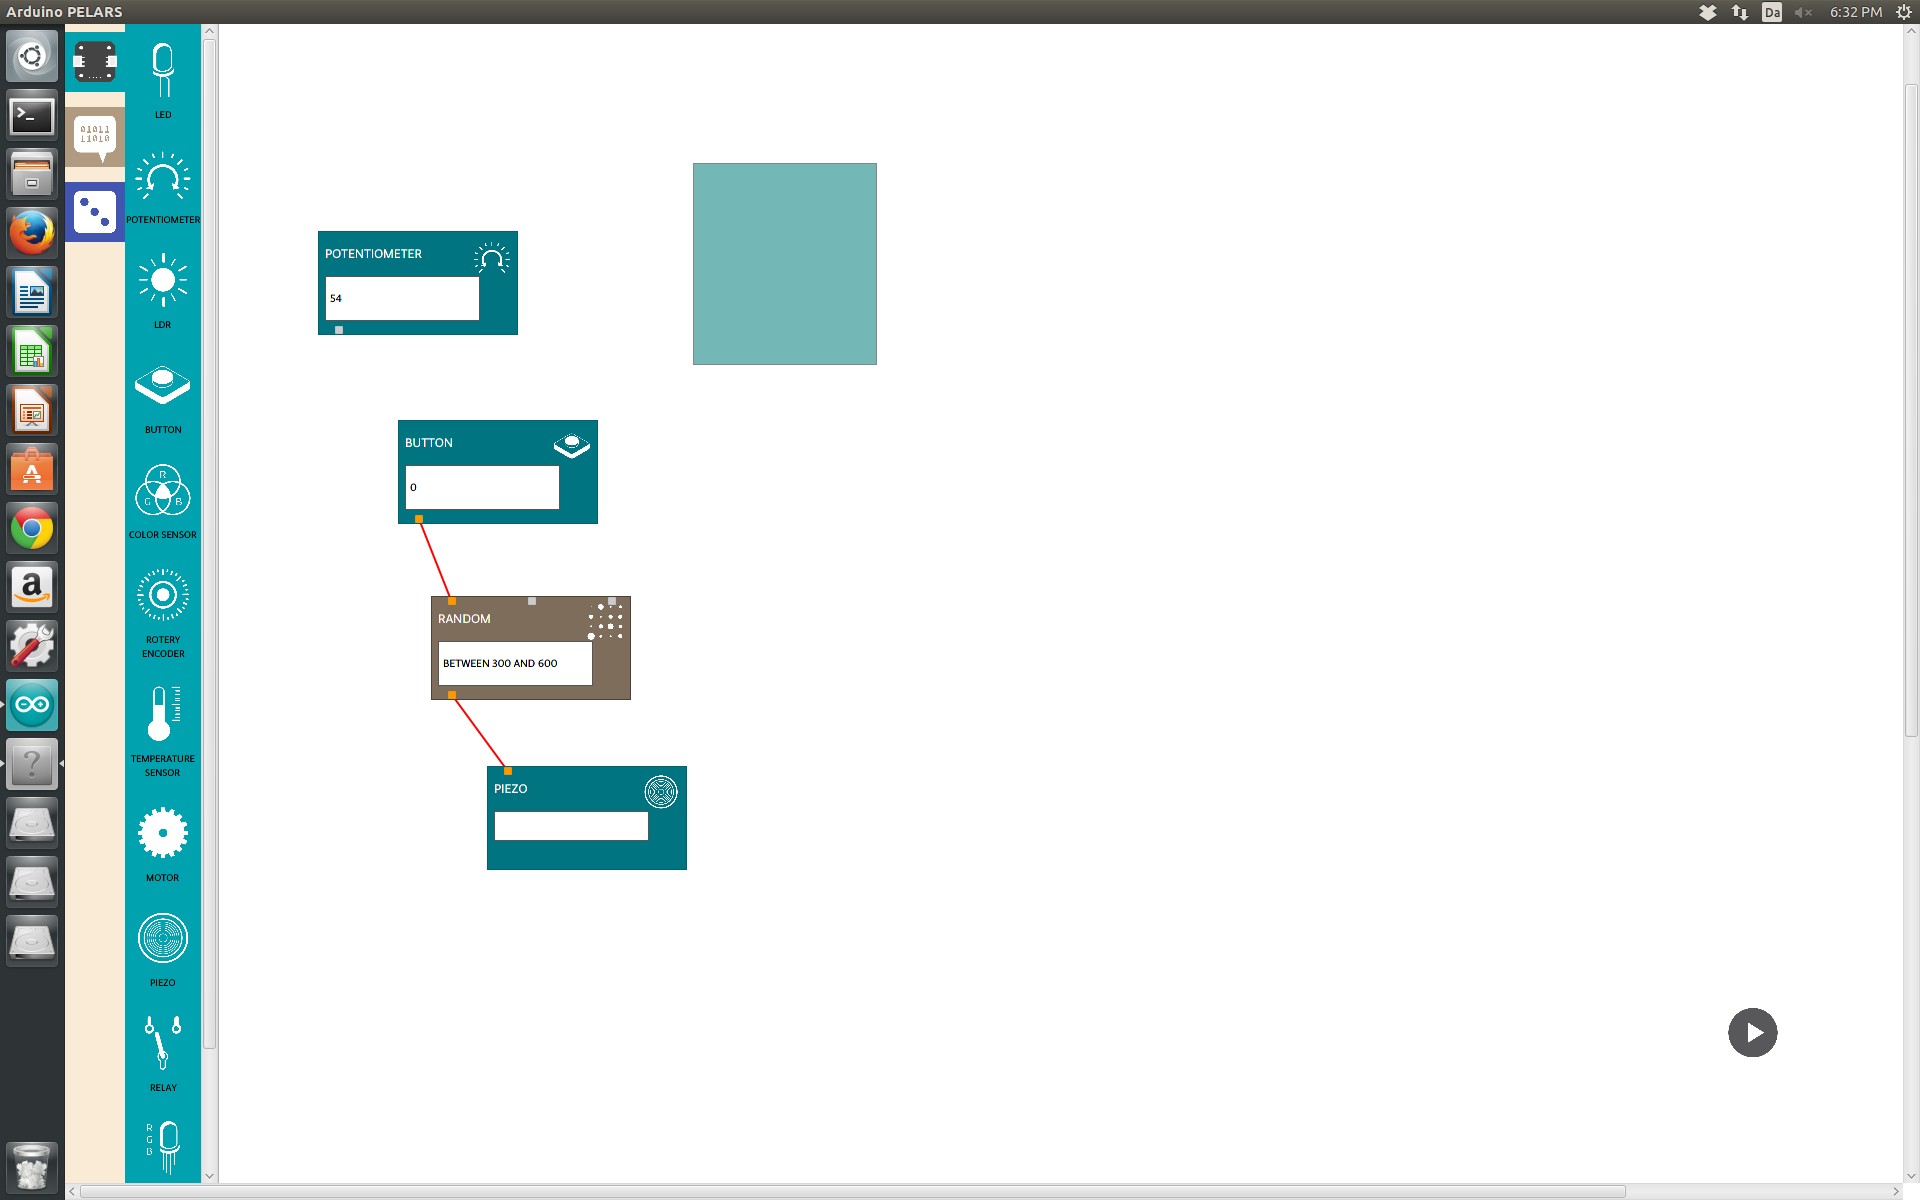 Arduino PELARS
Da
6:32 PM
01011
11010
LED
POTENTIOMETER
LDR
BUTTON
R
G B
COLOR SENSOR
ROTERY
ENCODER
TEMPERATURE
SENSOR
MOTOR
PIEZO
RELAY
R
G
B
POTENTIOMETER
54
BUTTON
0
RANDOM
BETWEEN 300 AND 600
PIEZO
>_
A
a
?